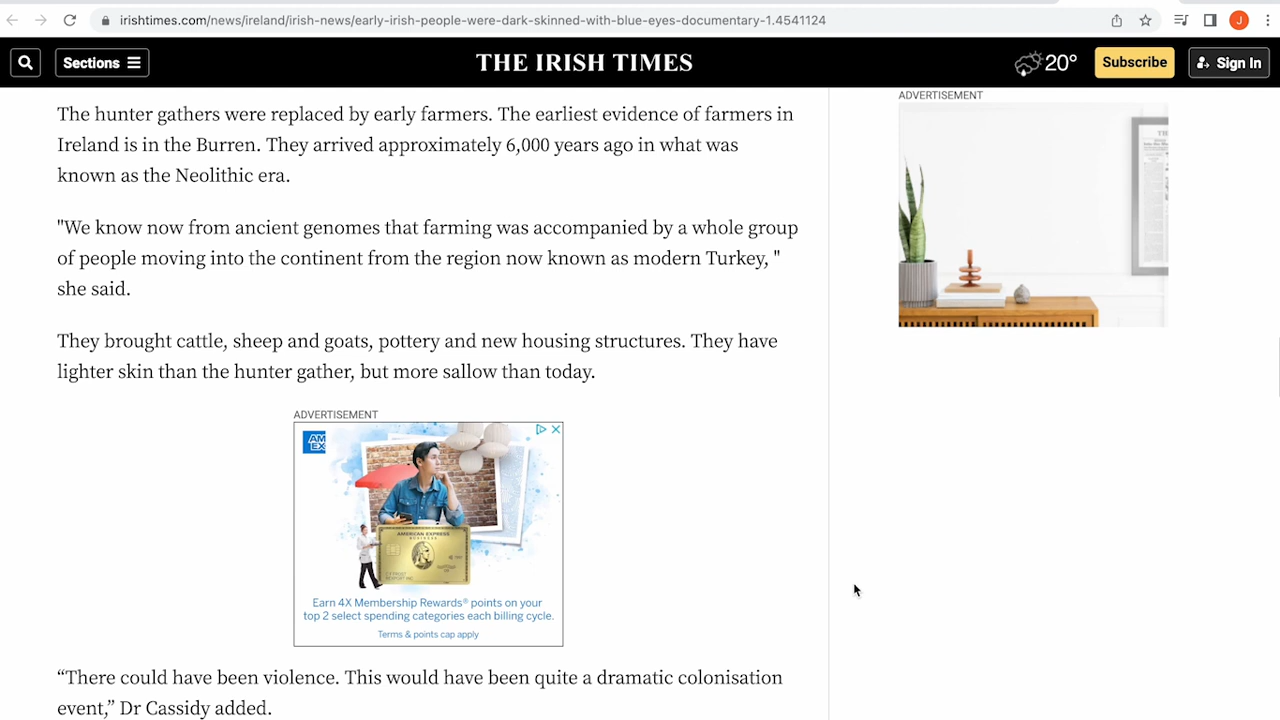 irishtimes.com/news/ireland/irish-news/early-irish-people-were-dark-skinned-with-blue-eyes-documentary-1.4541124
J
Sections
THE IRISH TIMES
20°
Subscribe
Sign In
The hunter gathers were replaced by early farmers. The earliest evidence of farmers in
Ireland is in the Burren. They arrived approximately 6,000 years ago in what was
known as the Neolithic era.
"We know now from ancient genomes that farming was accompanied by a whole group
of people moving into the continent from the region now known as modern Turkey, "
she said.
They brought cattle, sheep and goats, pottery and new housing structures. They have
lighter skin than the hunter gather, but more sallow than today.
ADVERTISEMENT
AM
EX
AMERICAN EXPRESS
BUSINESS
Earn 4X Membership Rewards® points on your
top 2 select spending categories each billing cycle.
Terms & points cap apply
“There could have been violence. This would have been quite a dramatic colonisation
event,” Dr Cassidy added.
ADVERTISEMENT